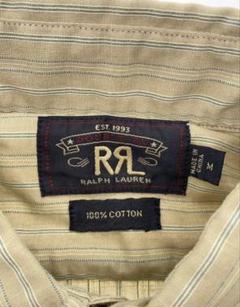 EST. 1993
RRL
RALPH LAUREN
MADE IN
CHINA
M
100% COTTON